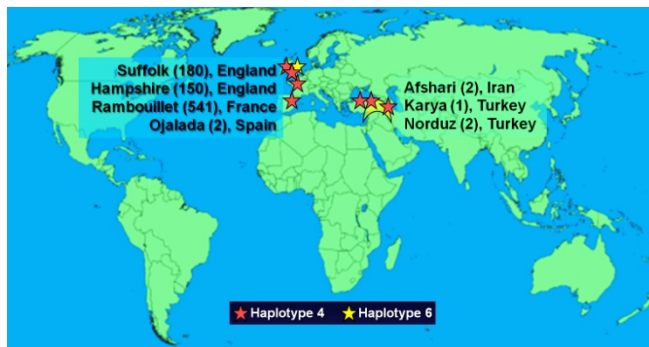 Suffolk (180), England
Hampshire (150), England
Rambouillet (541), France
Ojalada (2), Spain
Afshari (2), Iran
Karya (1), Turkey
Norduz (2), Turkey
Haplotype 4 Haplotype 6